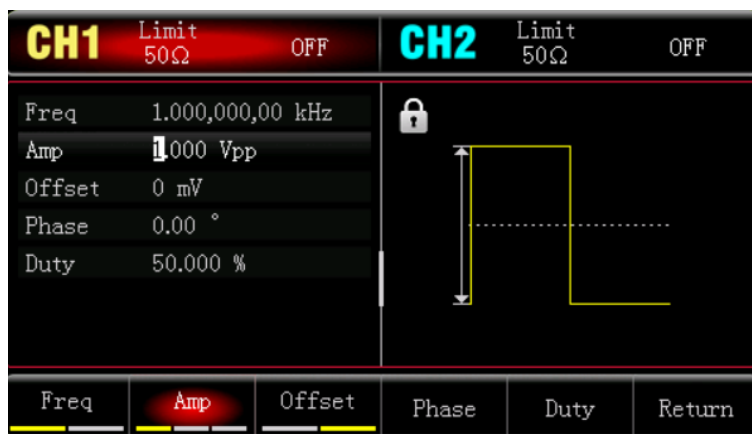 CH1 Limit 50Ω OFF CH2 Limit 50Ω OFF
Freq 1.000,000,00 kHz
Amp 1.000 Vpp
Offset 0 mV
Phase 0.00 °
Duty 50.000 %
Freq Amp Offset Phase Duty Return